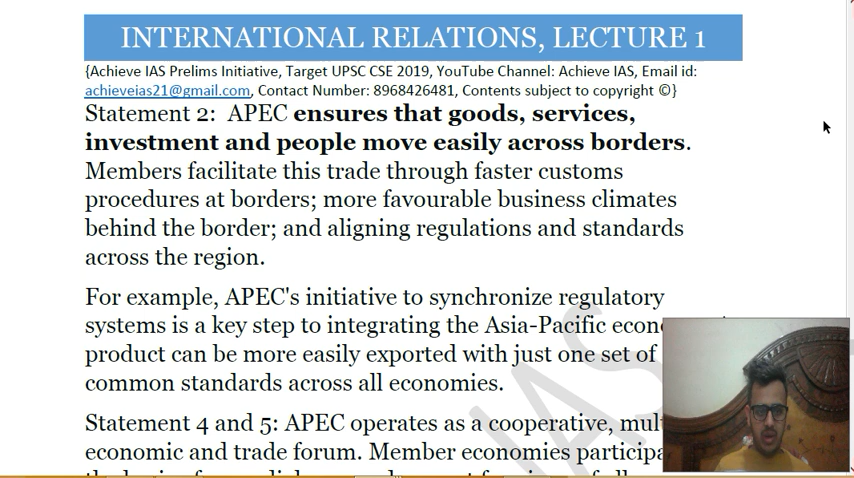 INTERNATIONAL RELATIONS, LECTURE 1
{Achieve IAS Prelims Initiative, Target UPSC CSE 2019, YouTube Channel: Achieve IAS, Email id:
achieveias21@gmail.com, Contact Number: 8968426481, Contents subject to copyright ©}
Statement 2: APEC ensures that goods, services,
investment and people move easily across borders.
Members facilitate this trade through faster customs
procedures at borders; more favourable business climates
behind the border; and aligning regulations and standards
across the region.
For example, APEC's initiative to synchronize regulatory
systems is a key step to integrating the Asia-Pacific
product can be more easily exported with just one set of
common standards across all economies.
Statement 4 and 5: APEC operates as a cooperative,
economic and trade forum. Member economies
IAS